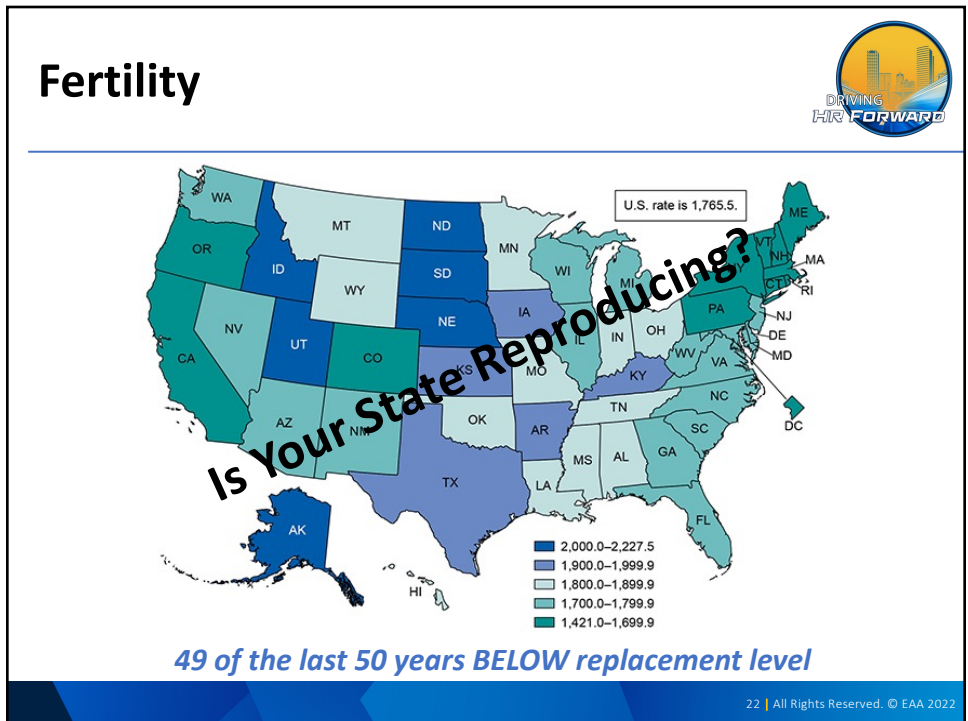 Fertility
DRIVING
HR FORWARD
U.S. rate is 1,765.5.
Is Your State Reproducing?
WA
OR
CA
NV
ID
MT
WY
UT
CO
AZ
NM
ND
SD
NE
KS
OK
TX
MN
IA
MO
AR
LA
WI
IL
MI
IN
OH
KY
TN
MS
AL
GA
FL
SC
NC
VA
WV
PA
NY
VT
NH
ME
MA
RI
CT
NJ
DE
MD
DC
AK
HI
2,000.0–2,227.5
1,900.0–1,999.9
1,800.0–1,899.9
1,700.0–1,799.9
1,421.0–1,699.9
49 of the last 50 years BELOW replacement level
22 | All Rights Reserved. © EAA 2022